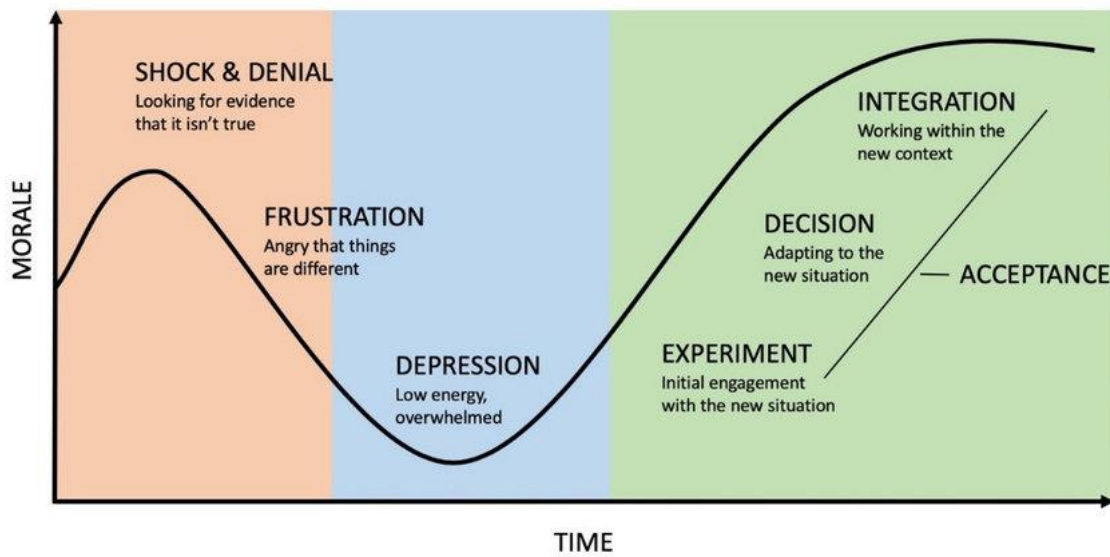 SHOCK & DENIAL
Looking for evidence
that it isn't true
FRUSTRATION
Angry that things
are different
DEPRESSION
Low energy,
overwhelmed
EXPERIMENT
Initial engagement
with the new situation
DECISION
Adapting to the
new situation
INTEGRATION
Working within the
new context
ACCEPTANCE
MORALE
TIME